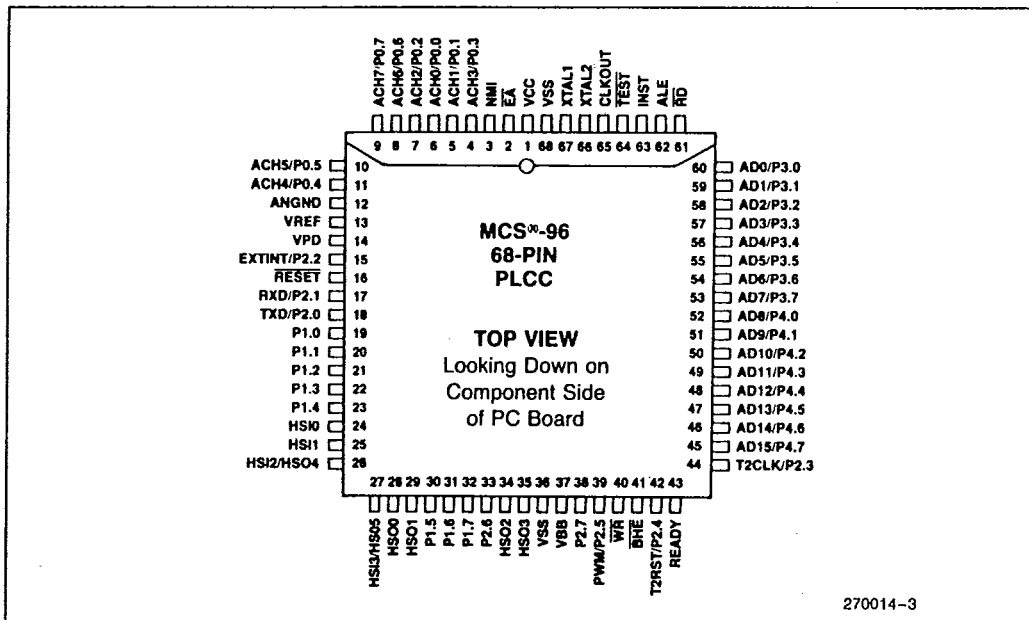 ACH7/P0.7
ACH6/P0.6
ACH2/P0.2
ACH0/P0.0
ACH1/P0.1
ACH3/P0.3
NMI
EA
VCC
VSS
XTAL1
XTAL2
CLKOUT
TEST
INST
ALE
RD
9 8 7 6 5 4 3 2 1 68 67 66 65 64 63 62 61
ACH5/P0.5 10
ACH4/P0.4 11
ANGND 12
VREF 13
VPD 14
EXTINT/P2.2 15
RESET 16
RXD/P2.1 17
TXD/P2.0 18
P1.0 19
P1.1 20
P1.2 21
P1.3 22
P1.4 23
HSI0 24
HSI1 25
HSI2/HSO4 26
MCS®-96
68-PIN
PLCC
TOP VIEW
Looking Down on
Component Side
of PC Board
60 AD0/P3.0
59 AD1/P3.1
58 AD2/P3.2
57 AD3/P3.3
56 AD4/P3.4
55 AD5/P3.5
54 AD6/P3.6
53 AD7/P3.7
52 AD8/P4.0
51 AD9/P4.1
50 AD10/P4.2
49 AD11/P4.3
48 AD12/P4.4
47 AD13/P4.5
46 AD14/P4.6
45 AD15/P4.7
44 T2CLK/P2.3
27 28 29 30 31 32 33 34 35 36 37 38 39 40 41 42 43
HSI3/HSO5
HSO0
HSO1
P1.5
P1.6
P1.7
P2.6
HSO2
HSO3
VSS
VBB
P2.7
PWM/P2.5
WR
BHE
T2RST/P2.4
READY
270014-3